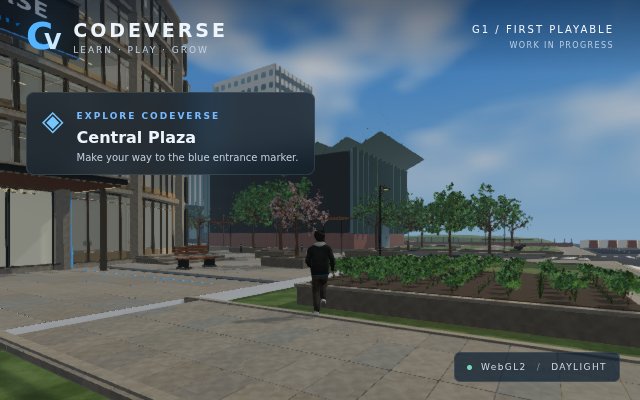 CODEVERSE
LEARN · PLAY · GROW
G1 / FIRST PLAYABLE
WORK IN PROGRESS
EXPLORE CODEVERSE
Central Plaza
Make your way to the blue entrance marker.
WebGL2 / DAYLIGHT